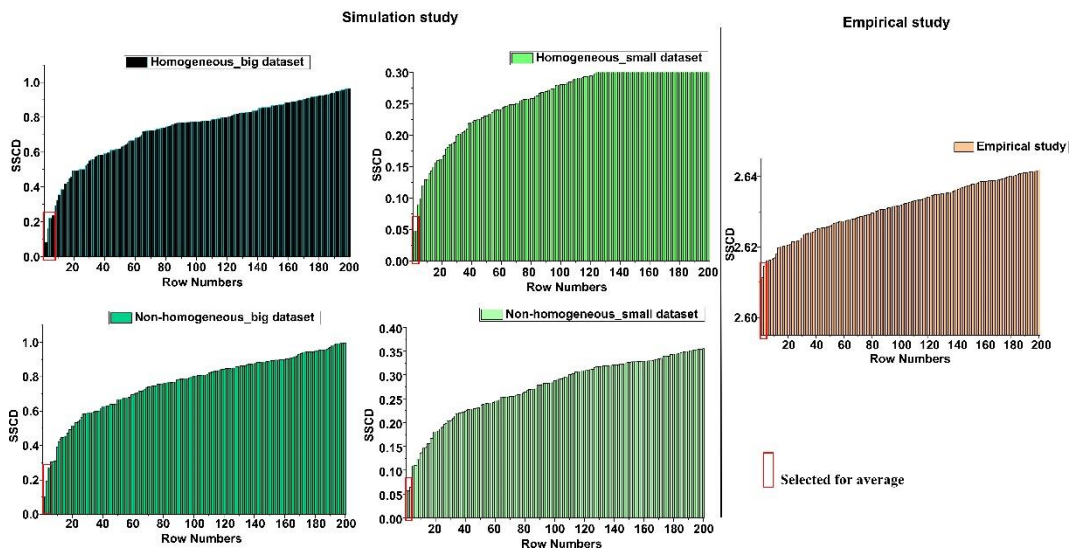 Simulation study
Empirical study
Homogeneous_big dataset
SSCD
1.0
0.8
0.6
0.4
0.2
0.0
20 40 60 80 100 120 140 160 180 200
Row Numbers
Homogeneous_small dataset
SSCD
0.30
0.25
0.20
0.15
0.10
0.05
0.00
20 40 60 80 100 120 140 160 180 200
Row Numbers
Non-homogeneous_big dataset
SSCD
1.0
0.8
0.6
0.4
0.2
0.0
20 40 60 80 100 120 140 160 180 200
Row Numbers
Non-homogeneous_small dataset
SSCD
0.40
0.35
0.30
0.25
0.20
0.15
0.10
0.05
0.00
20 40 60 80 100 120 140 160 180 200
Row Numbers
Empirical study
SSCD
2.64
2.62
2.60
20 40 60 80 100 120 140 160 180 200
Row Numbers
Selected for average